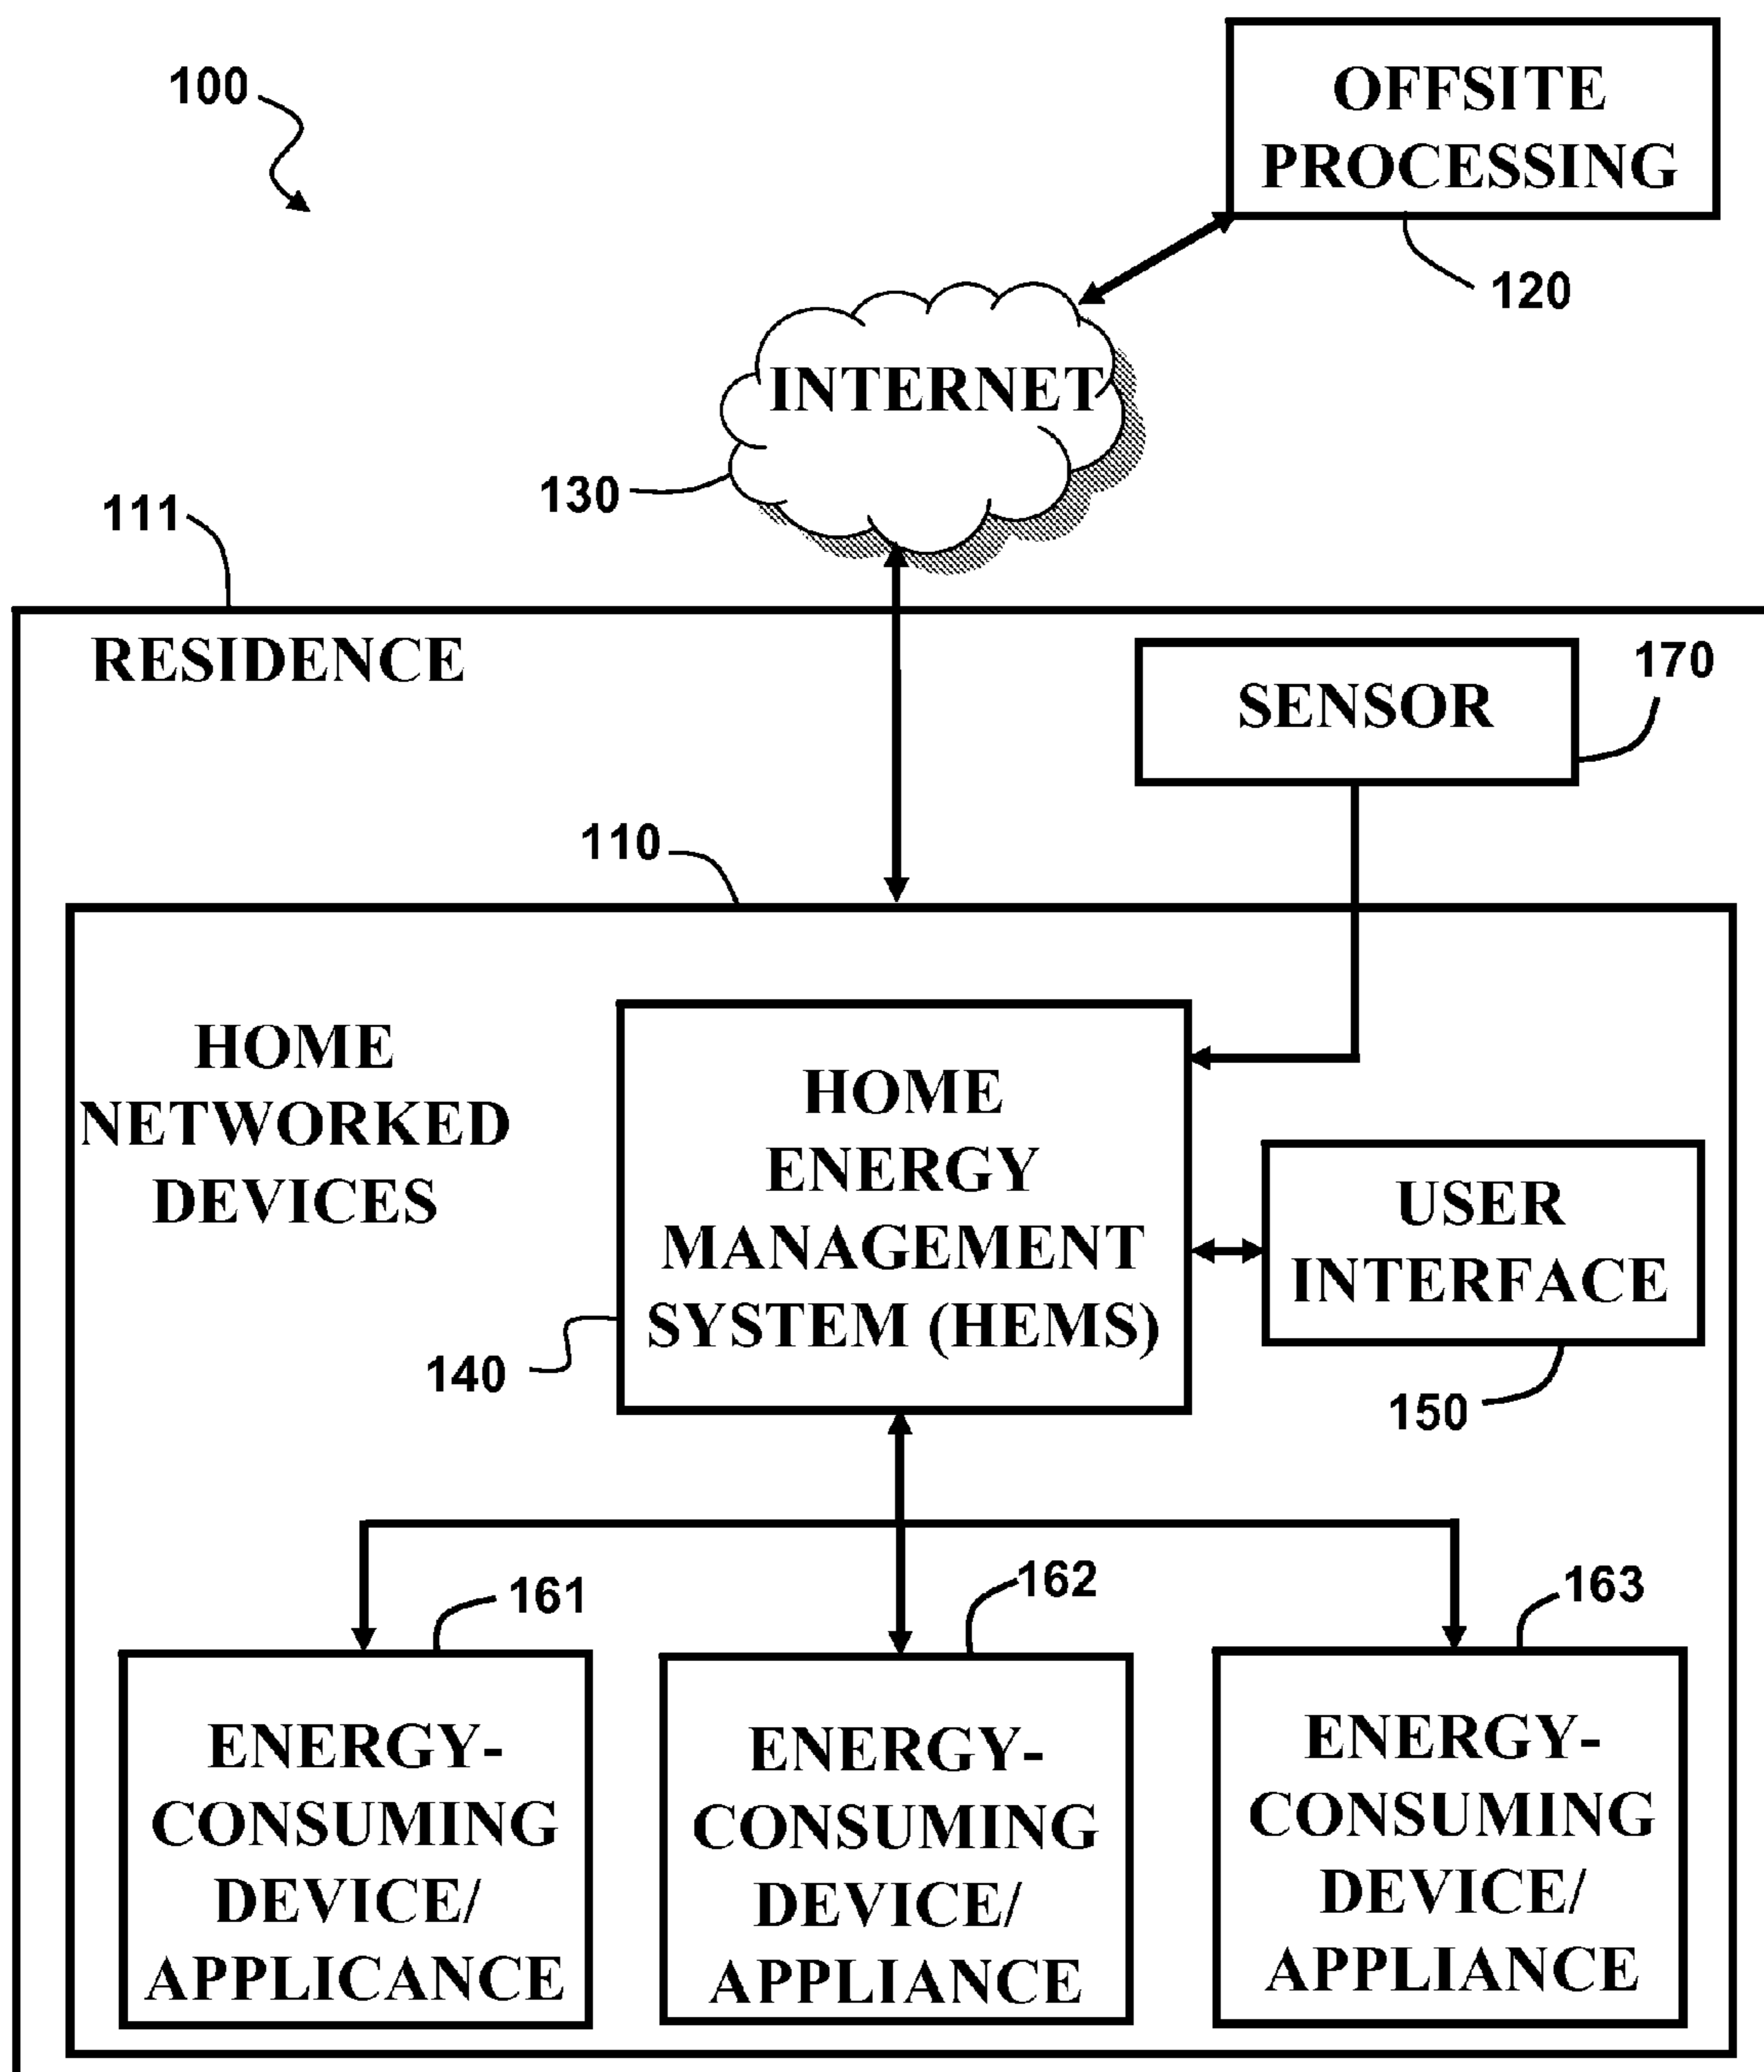 100
OFFSITE
PROCESSING
120
INTERNET
130
111
RESIDENCE
SENSOR
170
110
HOME
NETWORKED
DEVICES
HOME
ENERGY
MANAGEMENT
SYSTEM (HEMS)
140
USER
INTERFACE
150
161
162
163
ENERGY-
CONSUMING
DEVICE/
APPLICANCE
ENERGY-
CONSUMING
DEVICE/
APPLIANCE
ENERGY-
CONSUMING
DEVICE/
APPLIANCE